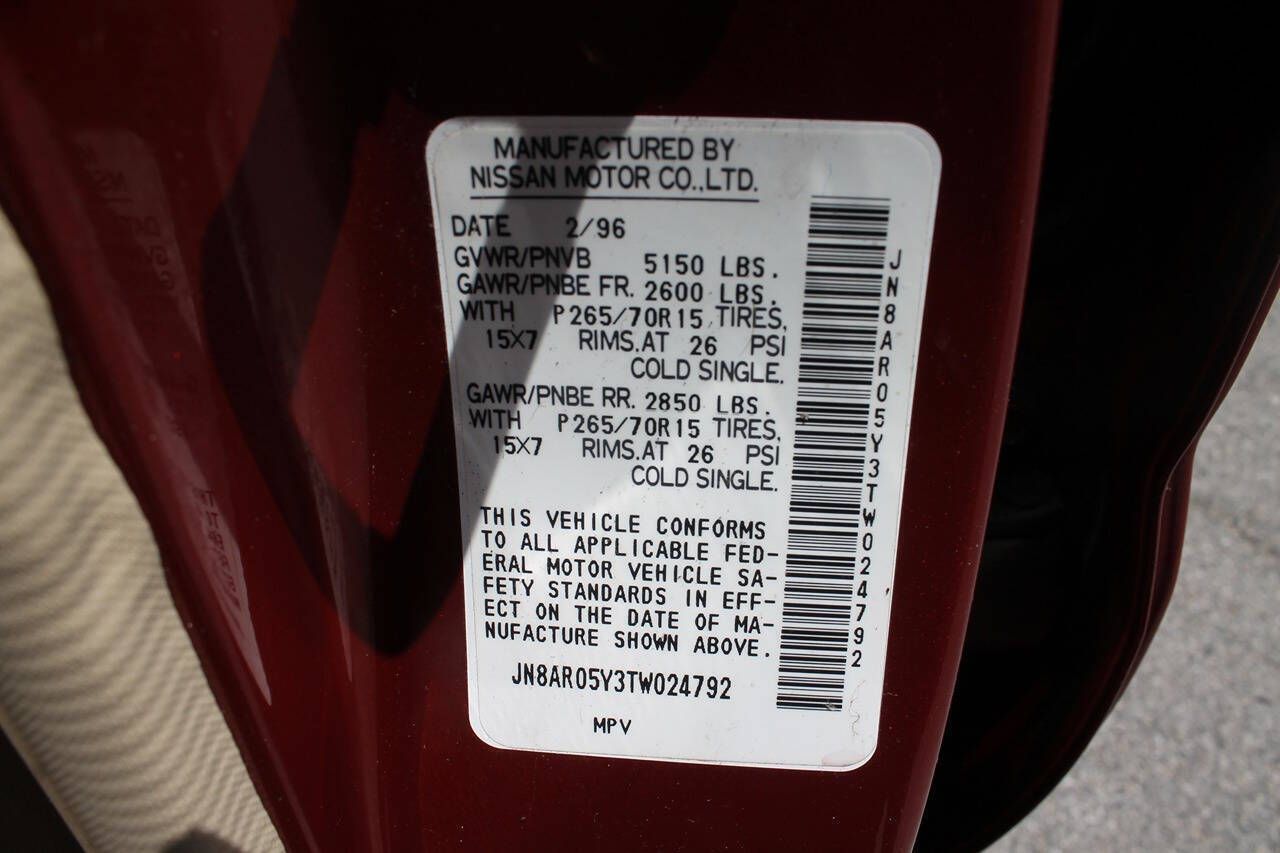 MANUFACTURED BY
NISSAN MOTOR CO.,LTD.
DATE 2/96
GVWR/PNVB 5150 LBS.
GAWR/PNBE FR. 2600 LBS.
WITH P265/70R15 TIRES,
15X7 RIMS.AT 26 PSI
COLD SINGLE.
GAWR/PNBE RR. 2850 LBS.
WITH P265/70R15 TIRES,
15X7 RIMS.AT 26 PSI
COLD SINGLE.
THIS VEHICLE CONFORMS
TO ALL APPLICABLE FED-
ERAL MOTOR VEHICLE SA-
FETY STANDARDS IN EFF-
ECT ON THE DATE OF MA-
NUFACTURE SHOWN ABOVE.
JN8AR05Y3TW024792
MPV
JN8AR05Y3TW024792